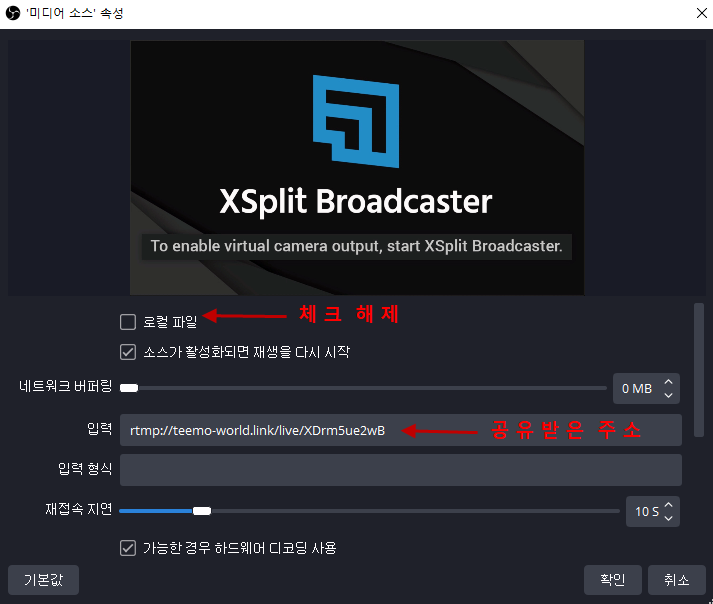 '미디어 소스' 속성
XSplit Broadcaster
To enable virtual camera output, start XSplit Broadcaster.
로컬 파일
체크 해제
소스가 활성화되면 재생을 다시 시작
네트워크 버퍼링
0 MB
입력
rtmp://teemo-world.link/live/XDrm5ue2wB
공유받은 주소
입력 형식
재접속 지연
10 S
가능한 경우 하드웨어 디코딩 사용
기본값
확인
취소